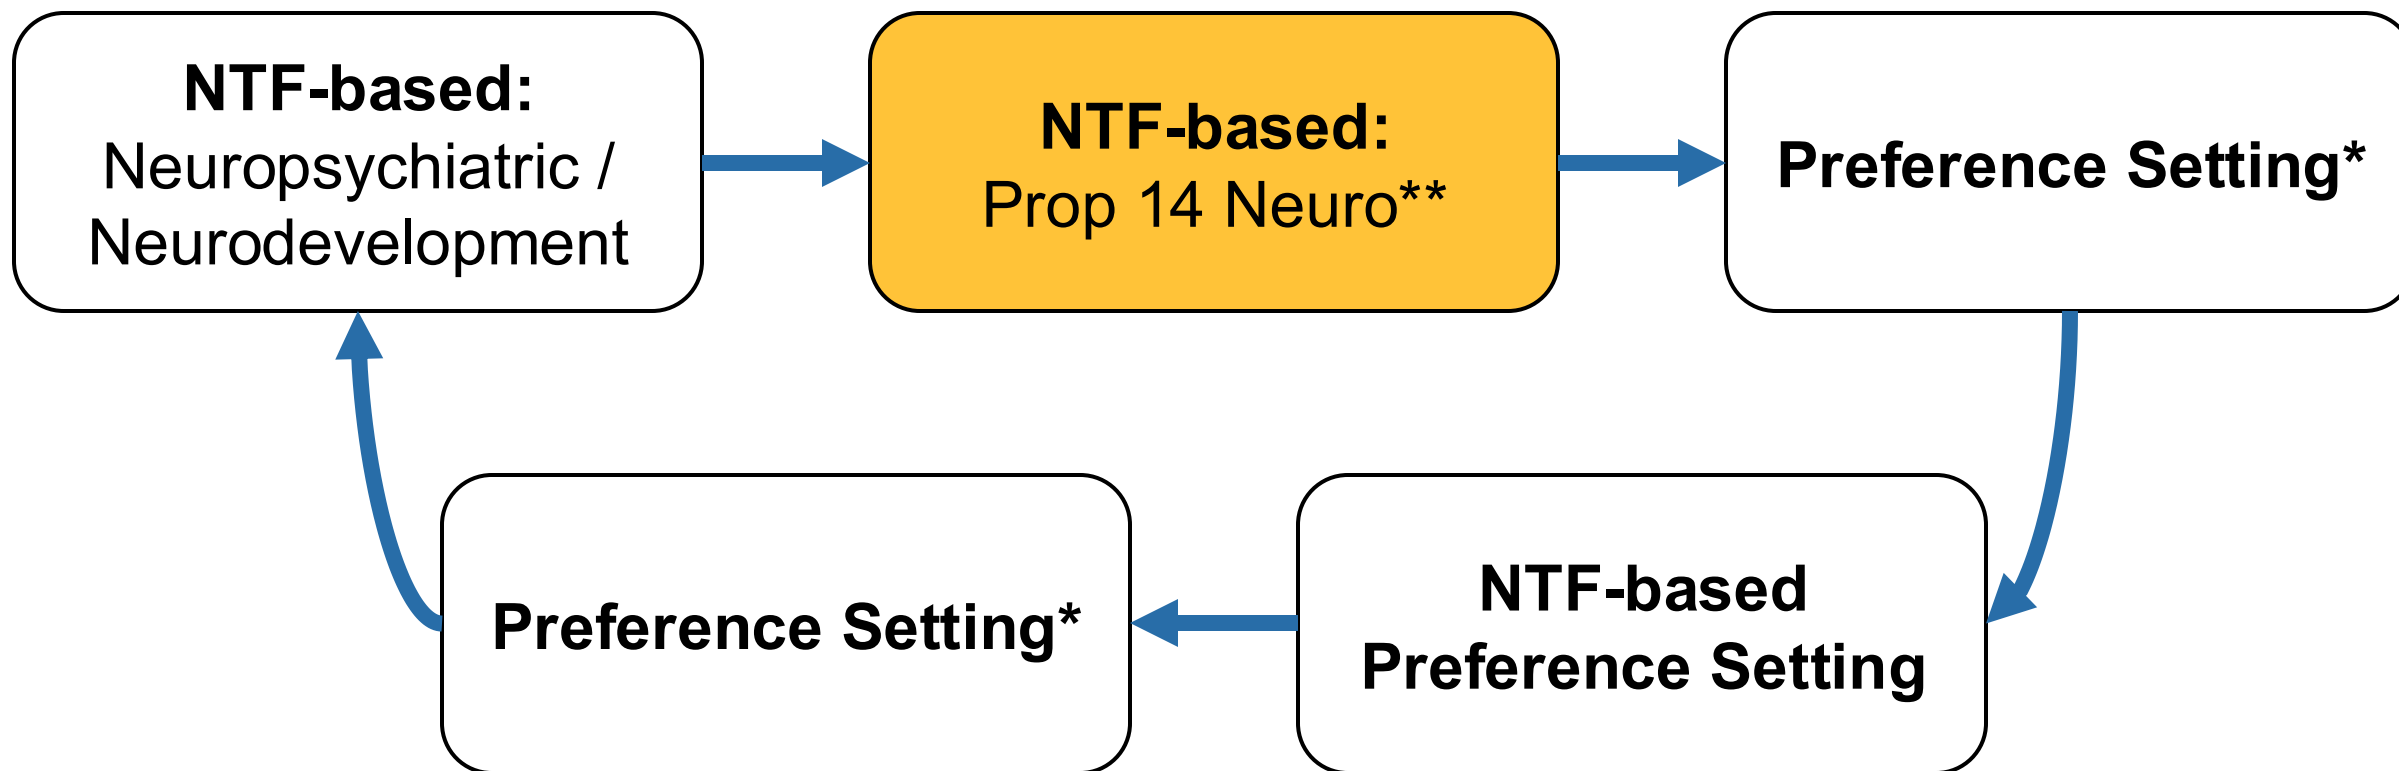 NTF-based:
Neuropsychiatric /
Neurodevelopment
NTF-based:
Prop 14 Neuro**
Preference Setting*
NTF-based
Preference Setting
Preference Setting*